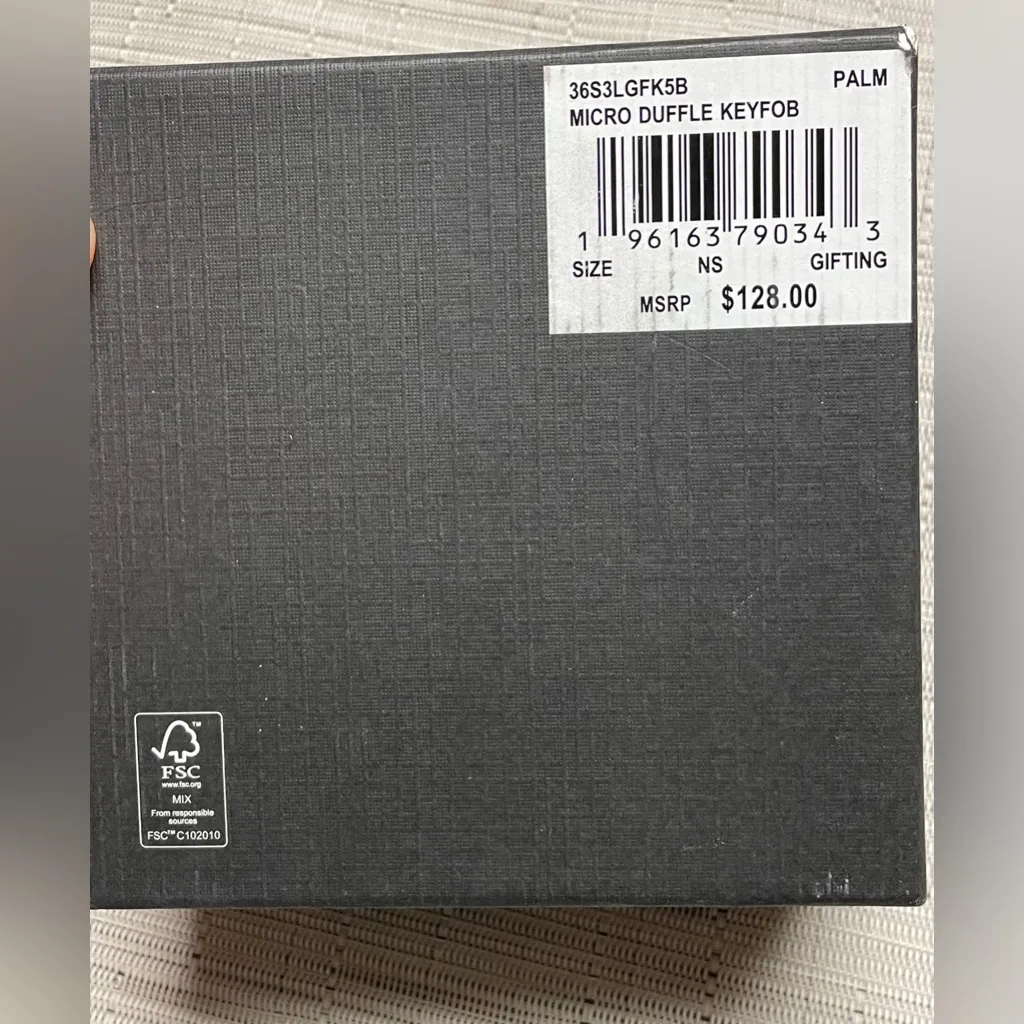 36S3LGFK5B PALM
MICRO DUFFLE KEYFOB
1 96163 79034 3
SIZE NS GIFTING
MSRP $128.00
TM
FSC
www.fsc.org
MIX
From responsible
sources
FSC™ C102010